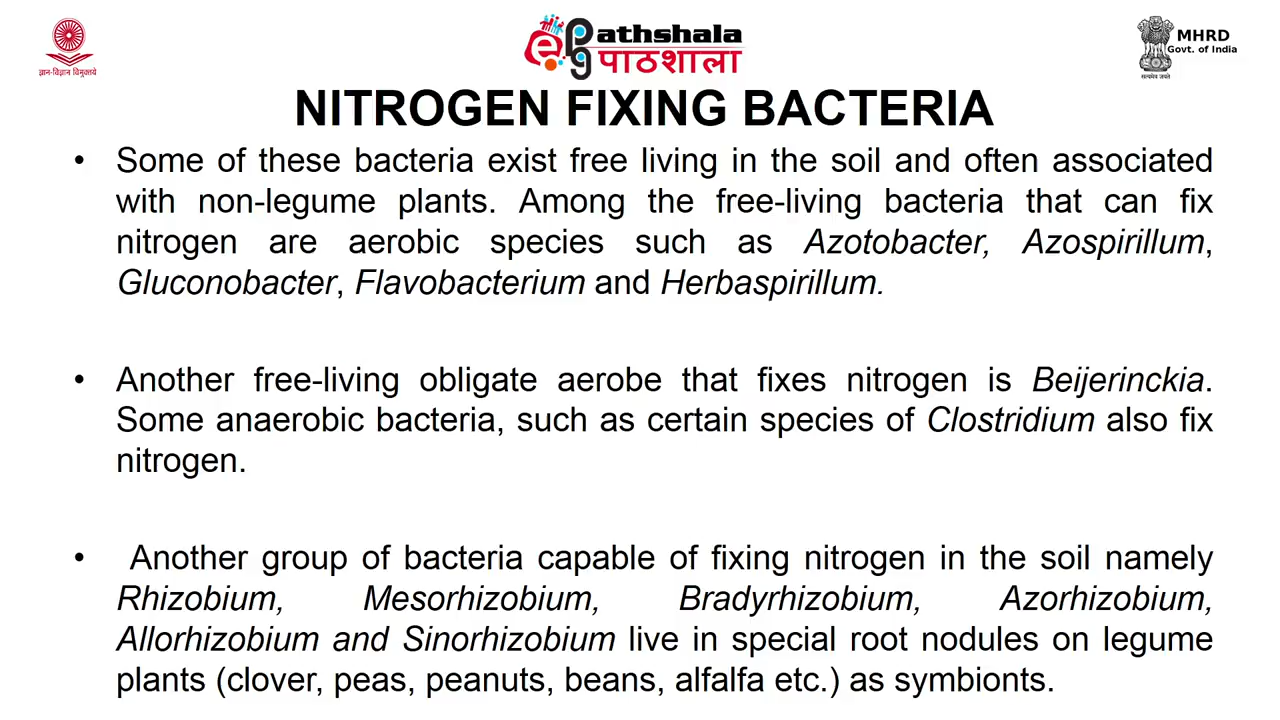 ज्ञान-विज्ञान विमुक्तये
e Pathshala
पाठशाला
MHRD
Govt. of India
सत्यमेव जयते
NITROGEN FIXING BACTERIA
• Some of these bacteria exist free living in the soil and often associated
with non-legume plants. Among the free-living bacteria that can fix
nitrogen are aerobic species such as Azotobacter, Azospirillum,
Gluconobacter, Flavobacterium and Herbaspirillum.
• Another free-living obligate aerobe that fixes nitrogen is Beijerinckia.
Some anaerobic bacteria, such as certain species of Clostridium also fix
nitrogen.
• Another group of bacteria capable of fixing nitrogen in the soil namely
Rhizobium, Mesorhizobium, Bradyrhizobium, Azorhizobium,
Allorhizobium and Sinorhizobium live in special root nodules on legume
plants (clover, peas, peanuts, beans, alfalfa etc.) as symbionts.